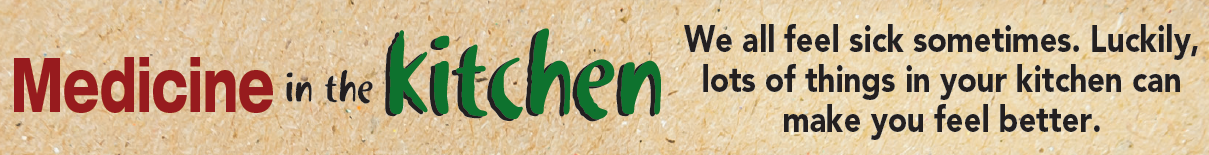 Medicine in the kitchen
We all feel sick sometimes. Luckily,
lots of things in your kitchen can
make you feel better.